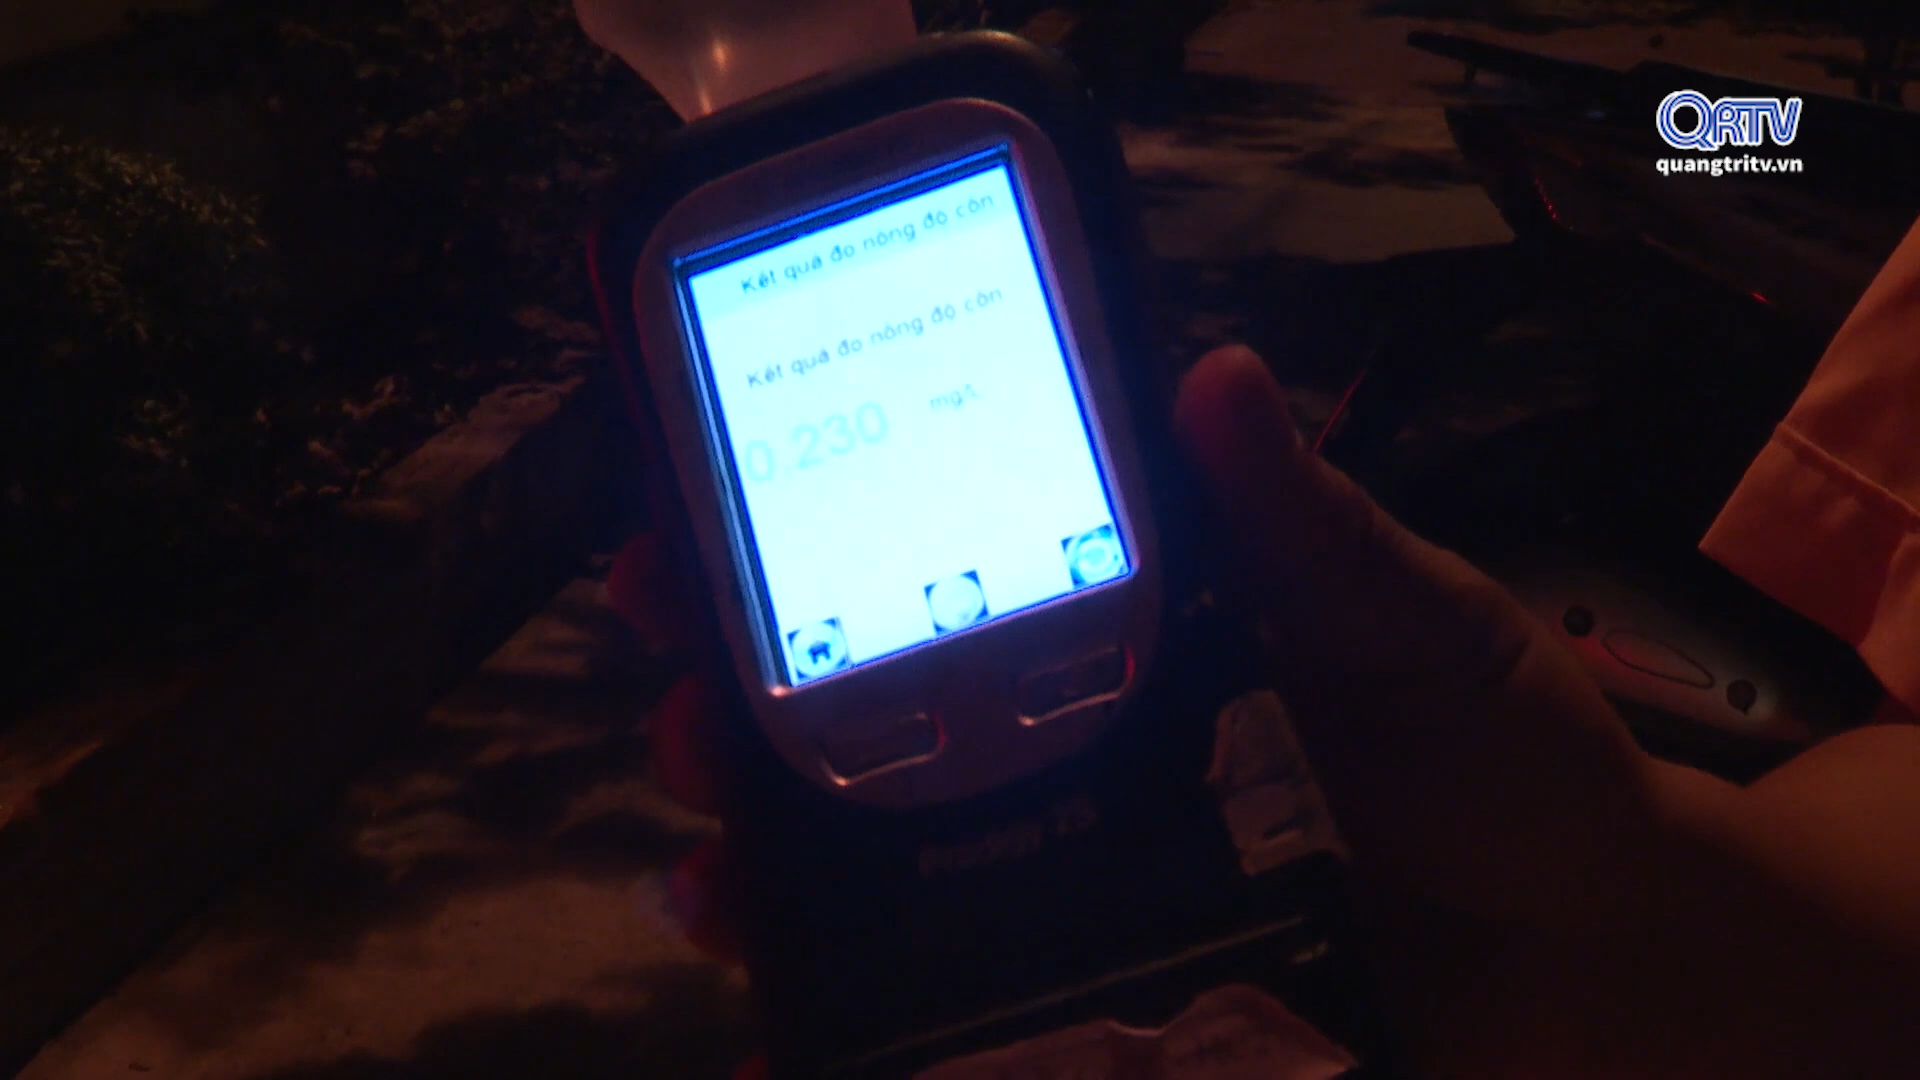 QRTV
quangtritv.vn
Kết quả đo nồng độ cồn
Kết quả đo nồng độ cồn
0.230 mg/L